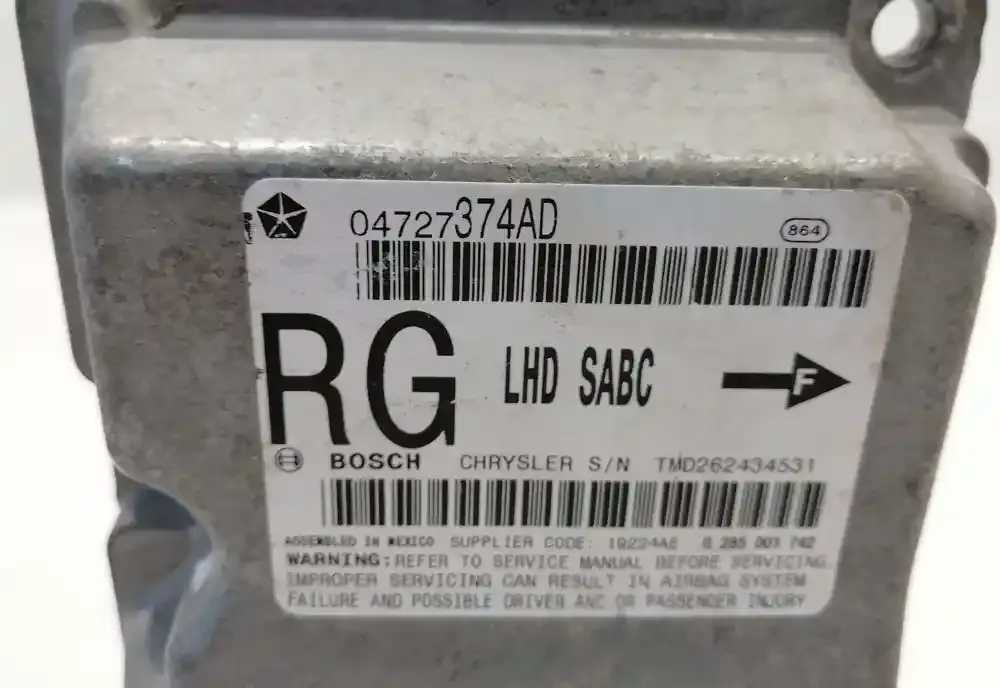 04727374AD 864
RG LHD SABC F
BOSCH CHRYSLER S/N TMD262434531
ASSEMBLED IN MEXICO SUPPLIER CODE: 19224AE 0 285 001 742
WARNING: REFER TO SERVICE MANUAL BEFORE SERVICING.
IMPROPER SERVICING CAN RESULT IN AIRBAG SYSTEM
FAILURE AND POSSIBLE DRIVER AND OR PASSENGER INJURY